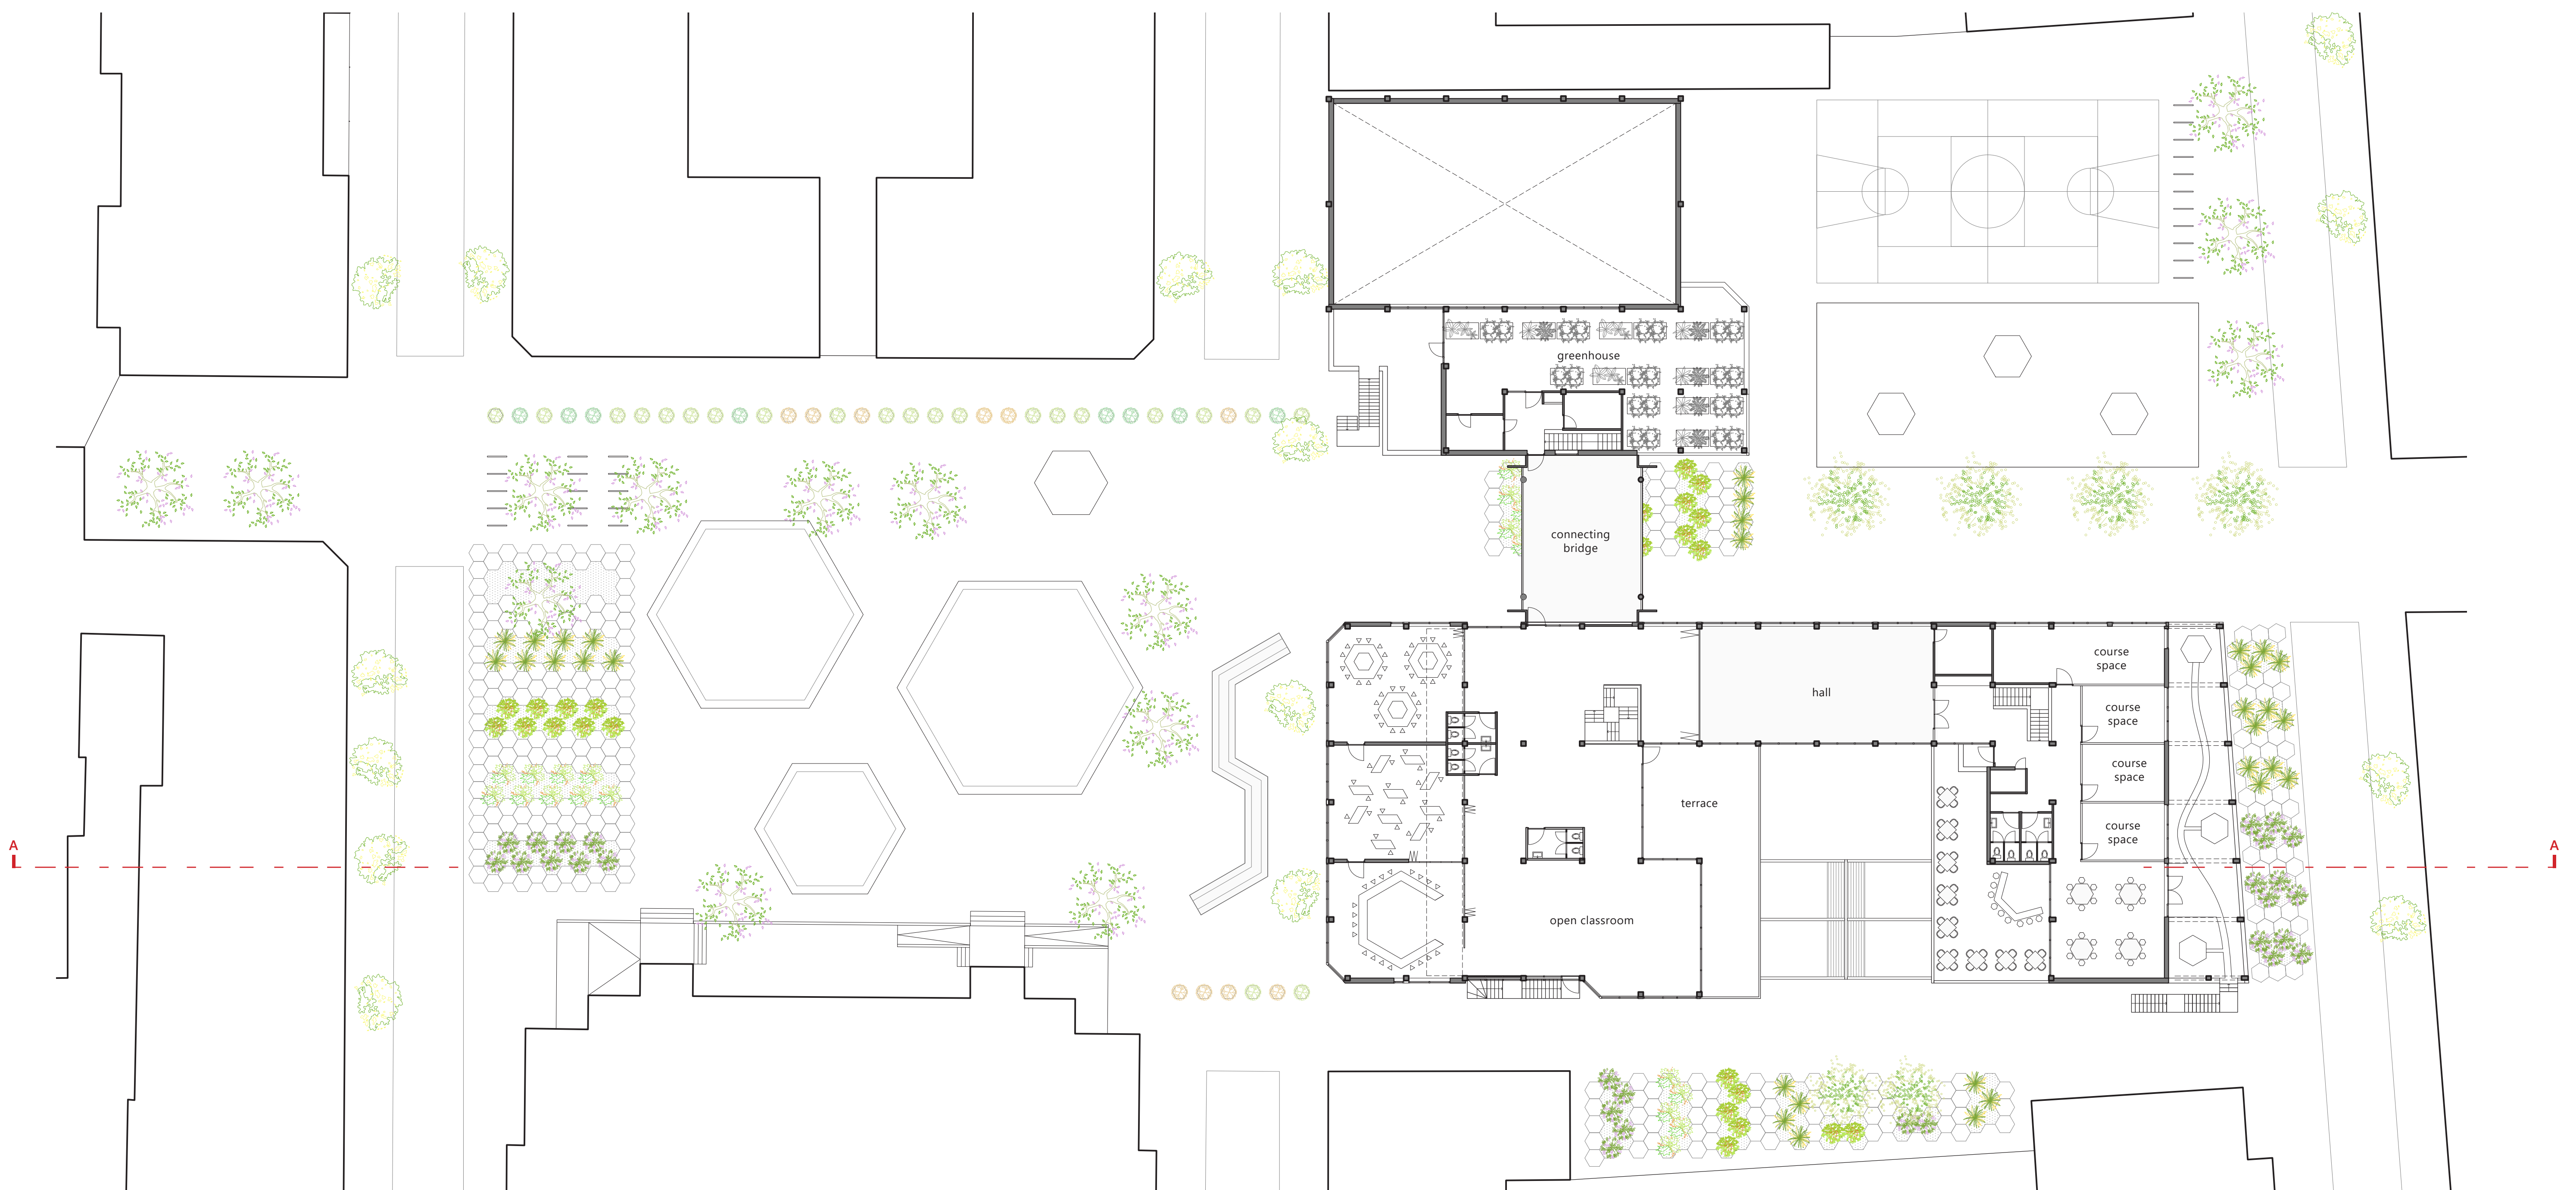 greenhouse
connecting
bridge
course
space
hall
course
space
course
space
terrace
course
space
A
A
open classroom